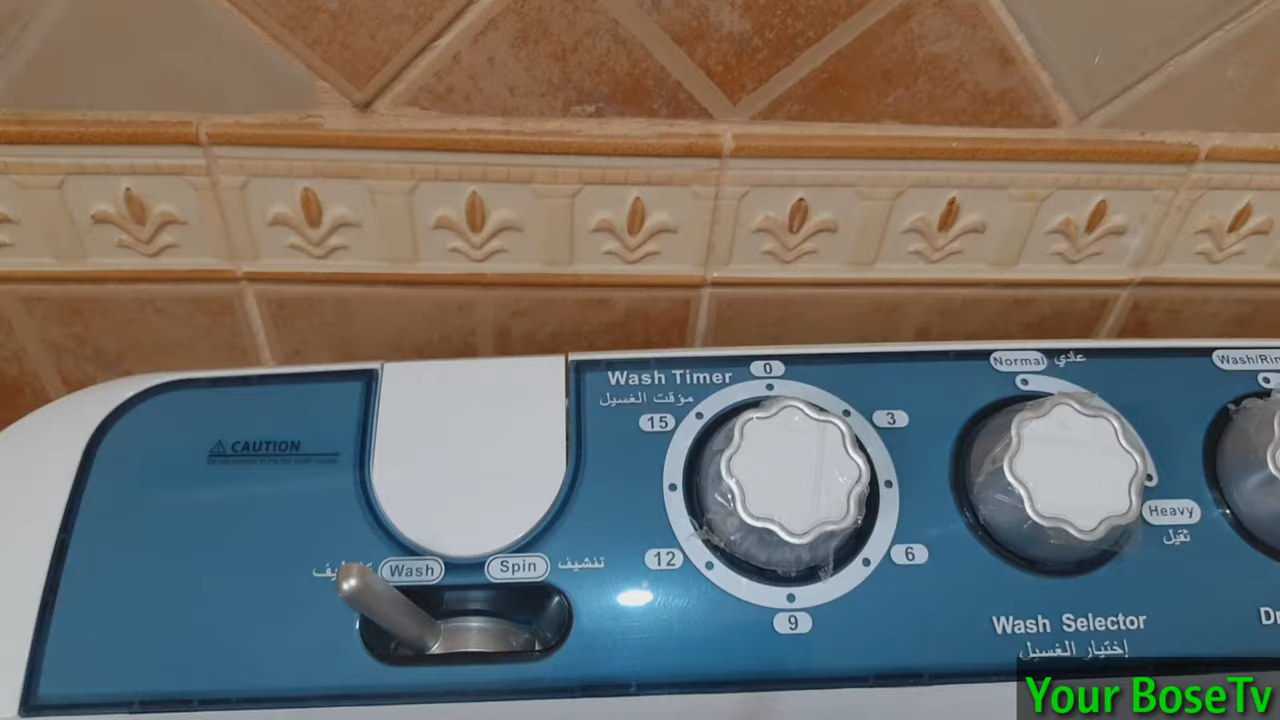 CAUTION
Wash
Spin
تنشيف
Wash Timer
مؤقت الغسيل
0
3
6
9
12
15
Normal
عادي
Heavy
ثقيل
Wash Selector
إختيار الغسيل
Your BoseTv